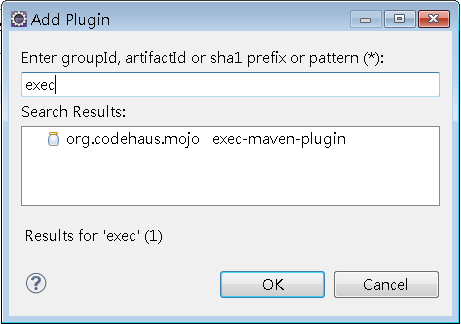 Add Plugin
Enter groupId, artifactId or sha1 prefix or pattern (*):
exec
Search Results:
org.codehaus.mojo exec-maven-plugin
Results for 'exec' (1)
?
OK Cancel